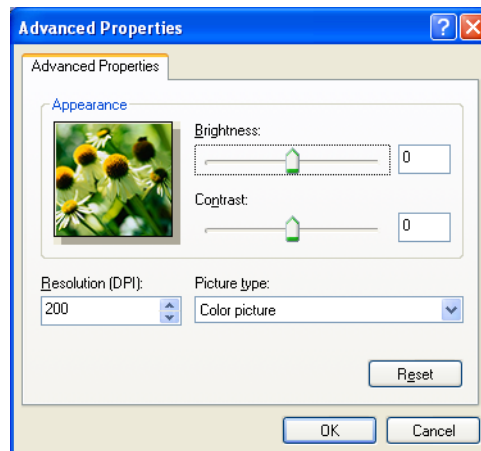 Advanced Properties
Advanced Properties
Appearance
Brightness:
0
Contrast:
0
Resolution (DPI):
Picture type:
200
Color picture
Reset
OK
Cancel